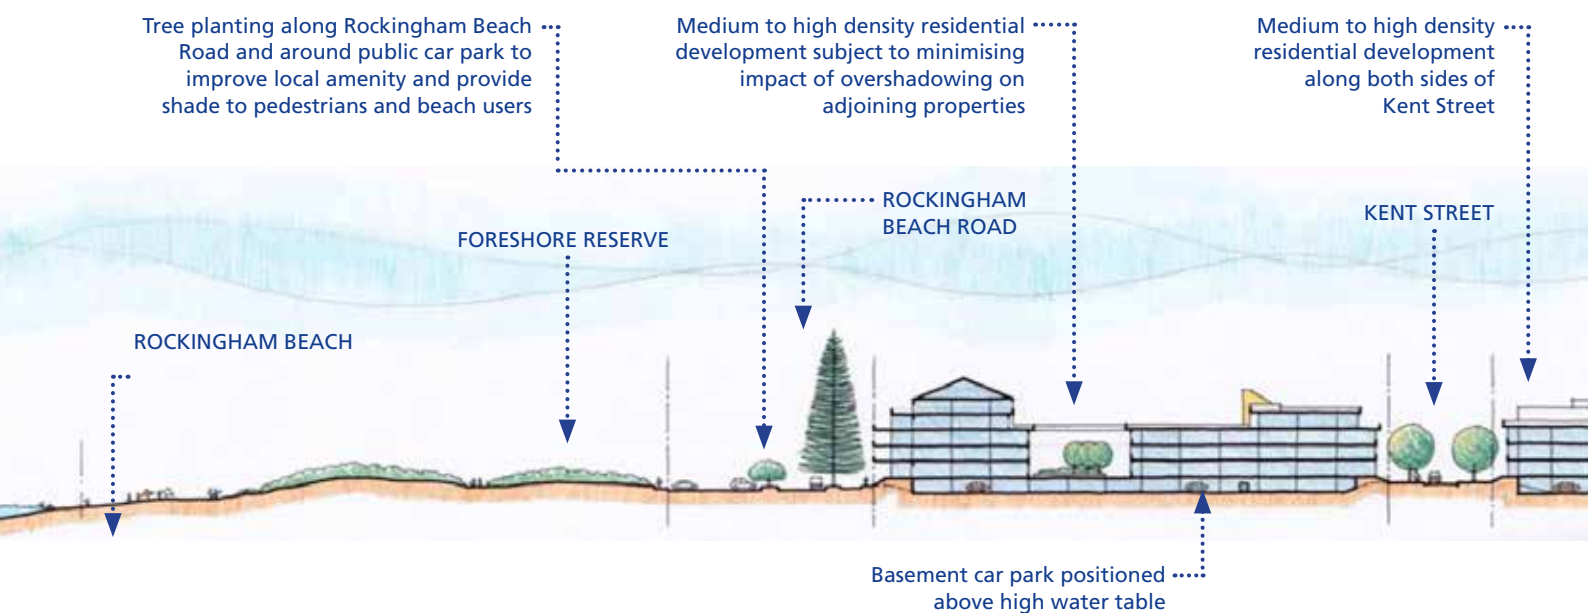 Tree planting along Rockingham Beach
Road and around public car park to
improve local amenity and provide
shade to pedestrians and beach users
Medium to high density residential
development subject to minimising
impact of overshadowing on
adjoining properties
Medium to high density
residential development
along both sides of
Kent Street
ROCKINGHAM
BEACH ROAD
KENT STREET
FORESHORE RESERVE
ROCKINGHAM BEACH
Basement car park positioned
above high water table